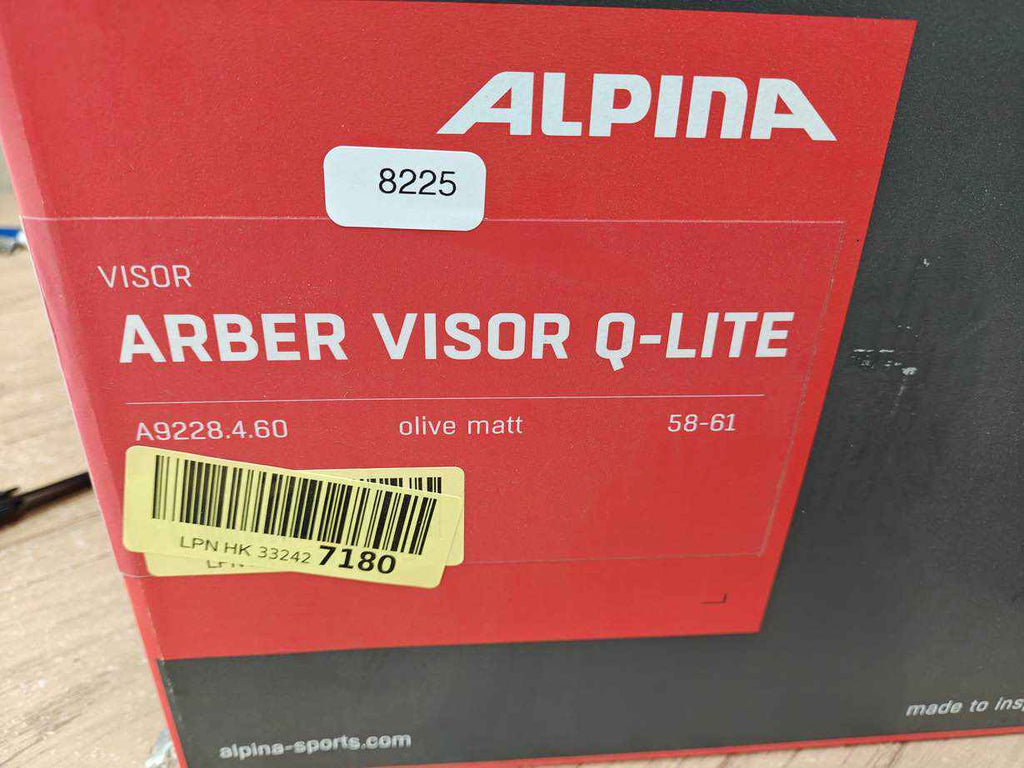 ALPINA
8225
VISOR
ARBER VISOR Q-LITE
A9228.4.60 olive matt 58-61
LPN HK 33242 7180
alpina-sports.com
made to